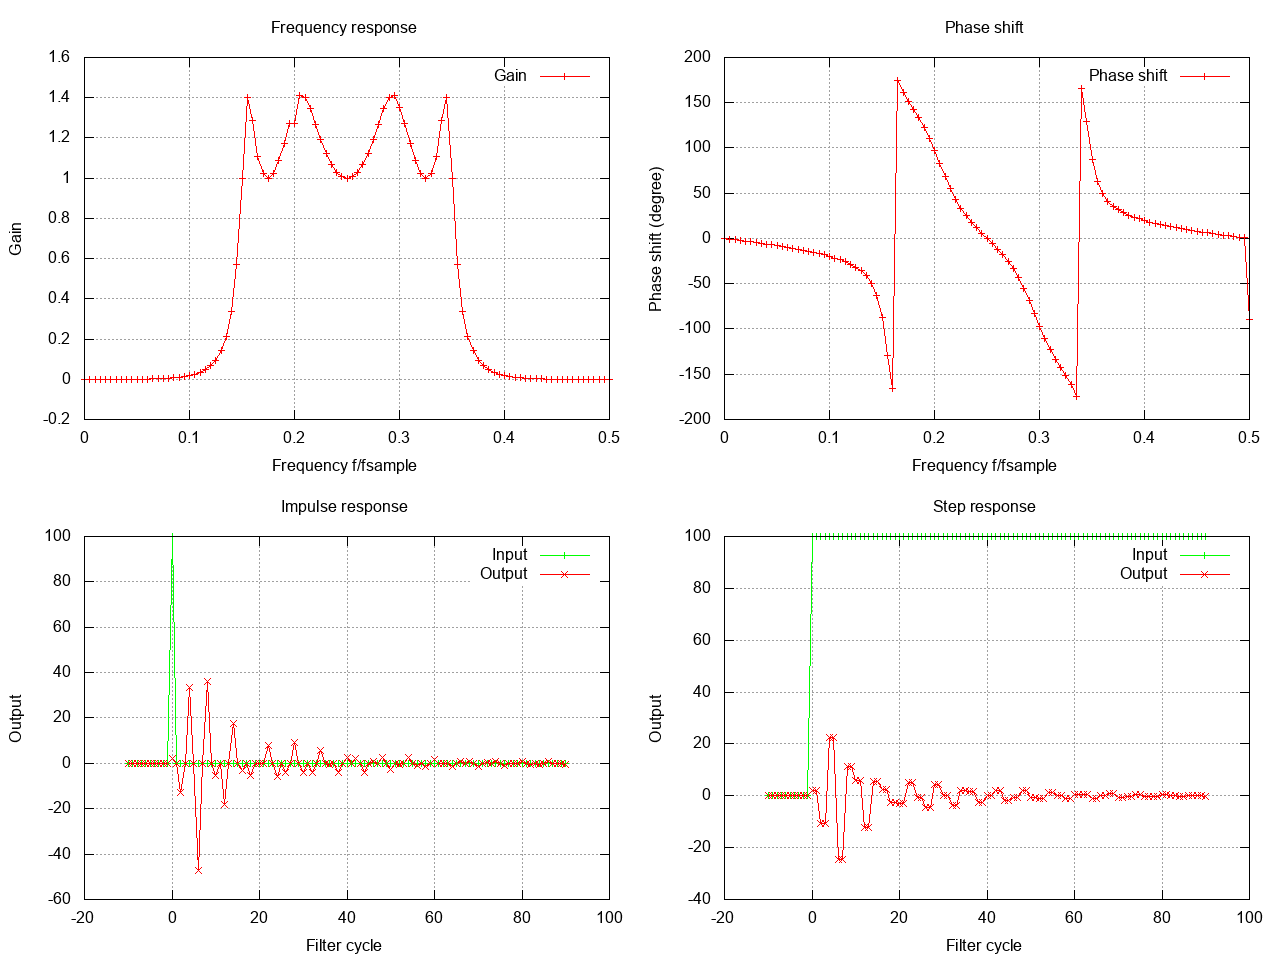 Frequency response
1.6
1.4
1.2
1
0.8
0.6
0.4
0.2
0
-0.2
Gain
Gain
0 0.1 0.2 0.3 0.4 0.5
Frequency f/fsample
Phase shift
200
150
100
50
0
-50
-100
-150
-200
Phase shift (degree)
Phase shift
0 0.1 0.2 0.3 0.4 0.5
Frequency f/fsample
Impulse response
100
80
60
40
20
0
-20
-40
-60
Output
Input
Output
-20 0 20 40 60 80 100
Filter cycle
Step response
100
80
60
40
20
0
-20
-40
Output
Input
Output
-20 0 20 40 60 80 100
Filter cycle